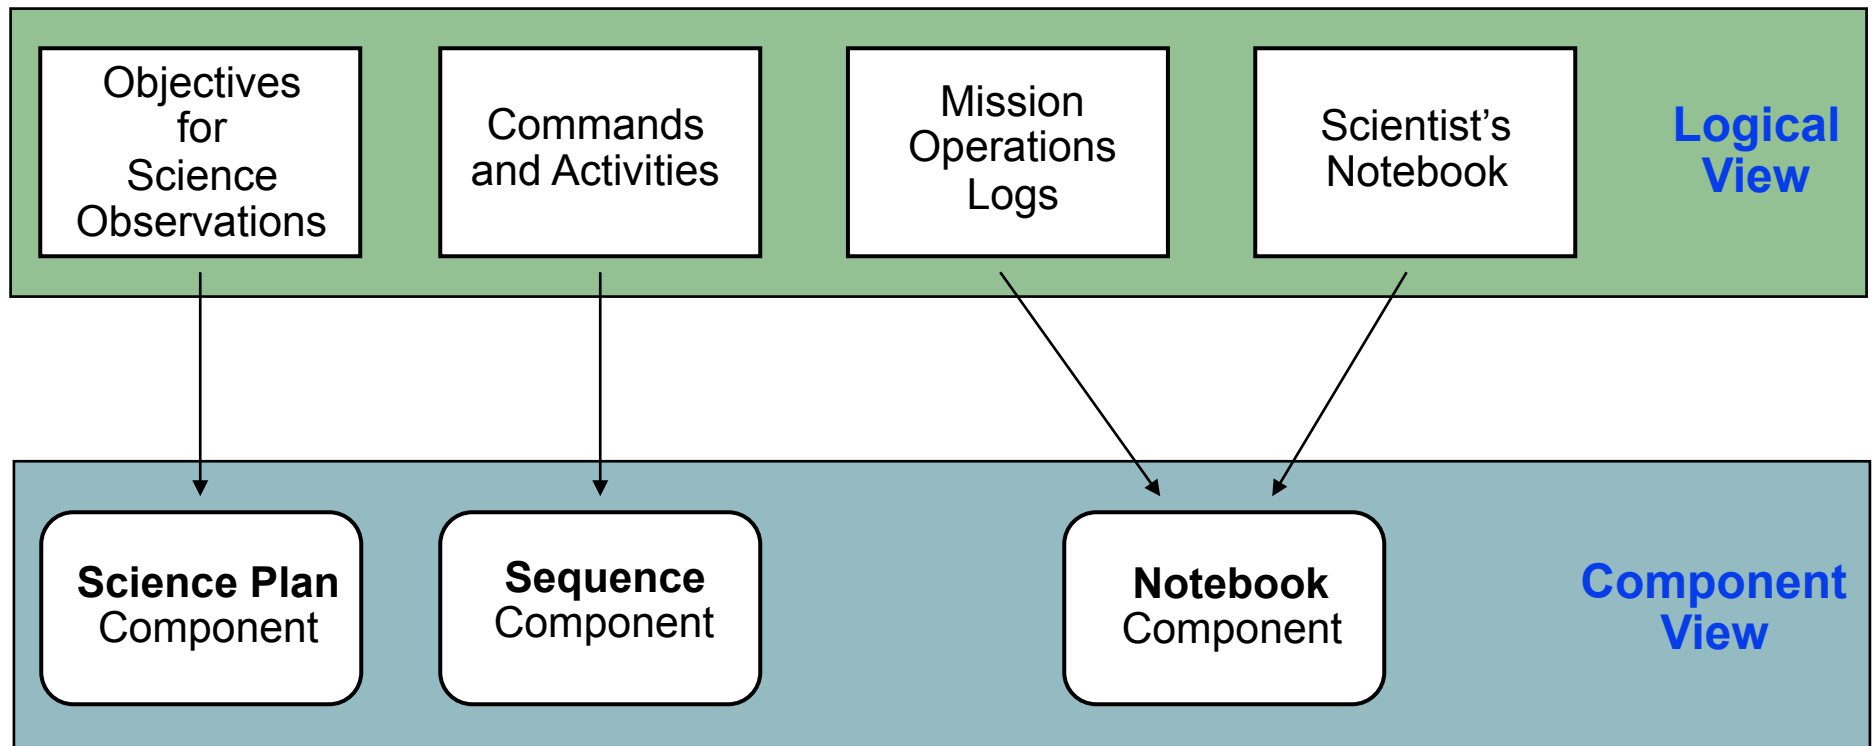 Objectives
for
Science
Observations
Commands
and Activities
Mission
Operations
Logs
Scientist’s
Notebook
Logical
View
Science Plan
Component
Sequence
Component
Notebook
Component
Component
View